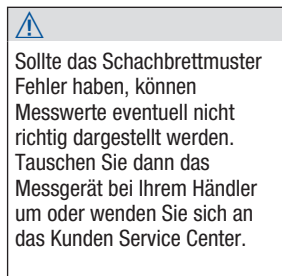 Sollte das Schachbrettmuster
Fehler haben, können
Messwerte eventuell nicht
richtig dargestellt werden.
Tauschen Sie dann das
Messgerät bei Ihrem Händler
um oder wenden Sie sich an
das Kunden Service Center.